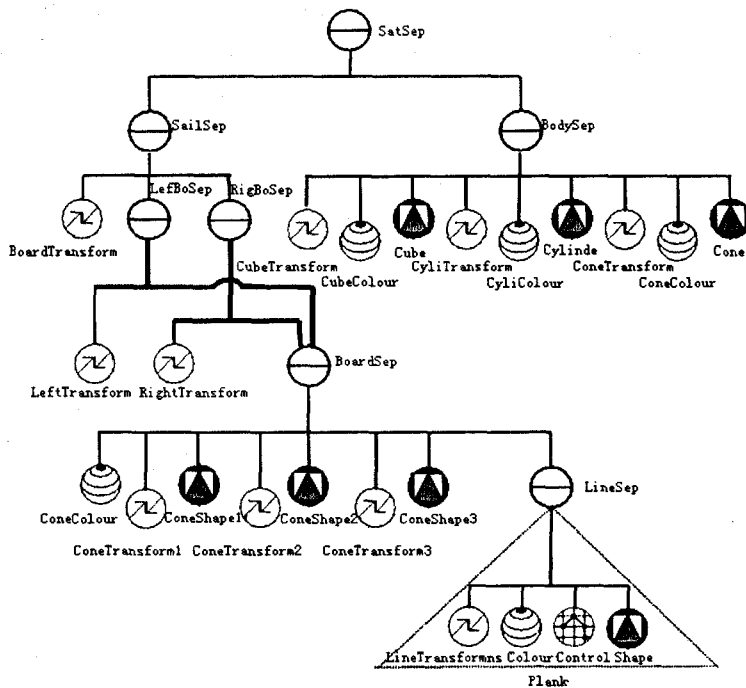 SatSep
SailSep
BodySep
LefBoSep RigBoSep
BoardTransform
CubeTransform
CubeColour
Cube
CyliTransform
CyliColour
Cylinde
ConeTransform
ConeColour
Cone
LeftTransform RightTransform
BoardSep
ConeColour
ConeTransform1
ConeShape1
ConeTransform2
ConeShape2
ConeTransform3
ConeShape3
LineSep
LineTransformns Colour Control Shape
Plank